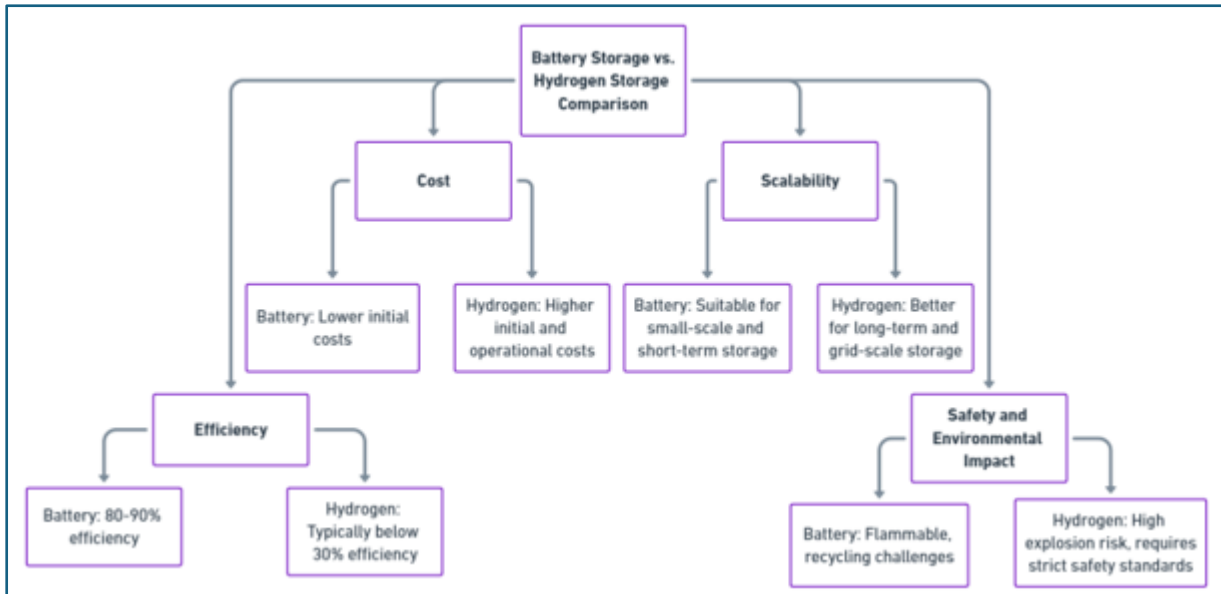 Battery Storage vs.
Hydrogen Storage
Comparison
Cost
Scalability
Battery: Lower initial
costs
Hydrogen: Higher
initial and
operational costs
Battery: Suitable for
small-scale and
short-term storage
Hydrogen: Better
for long-term and
grid-scale storage
Efficiency
Safety and
Environmental
Impact
Battery: 80-90%
efficiency
Hydrogen:
Typically below
30% efficiency
Battery: Flammable,
recycling challenges
Hydrogen: High
explosion risk, requires
strict safety standards